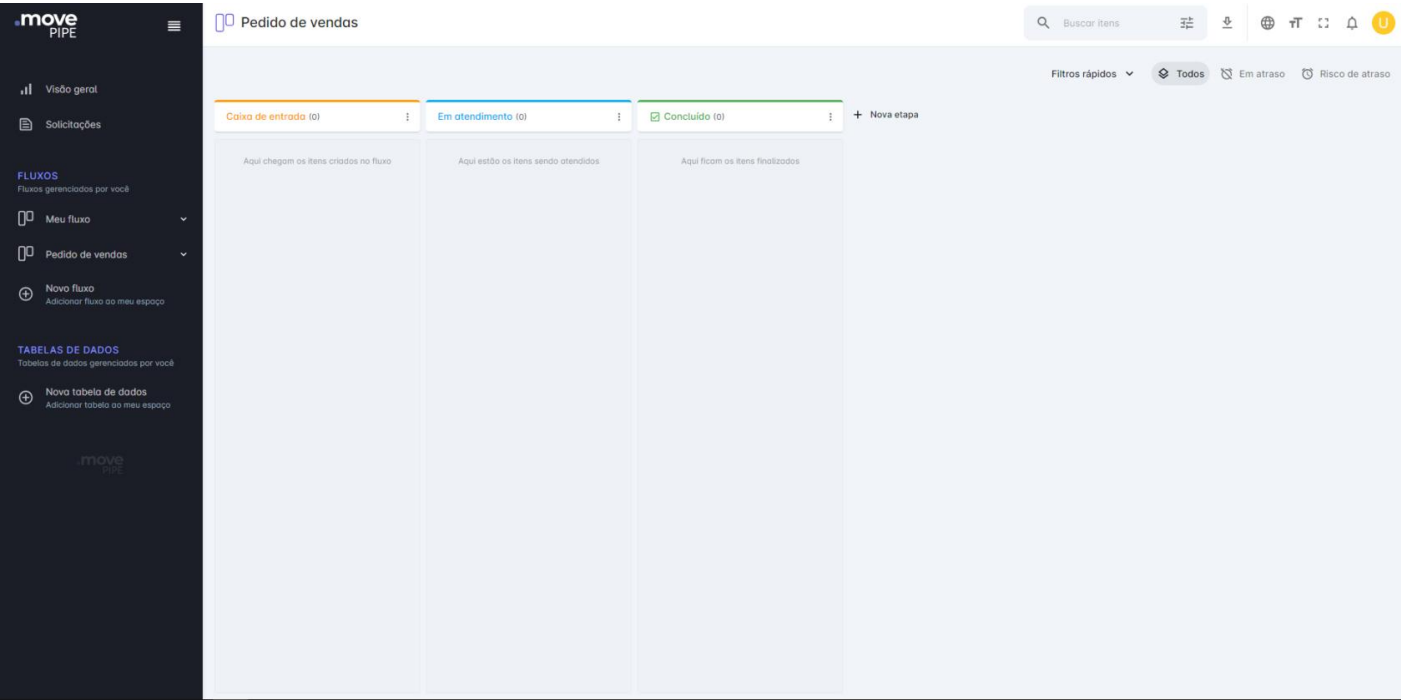 .move
PIPE
Pedido de vendas
Buscar itens
U
Filtros rápidos
Todos
Em atraso
Risco de atraso
Visão geral
Solicitações
FLUXOS
Fluxos gerenciados por você
Meu fluxo
Pedido de vendas
Novo fluxo
Adicionar fluxo ao meu espaço
TABELAS DE DADOS
Tabelas de dados gerenciados por você
Nova tabela de dados
Adicionar tabela ao meu espaço
.move
PIPE
Caixa de entrada (0)
Em atendimento (0)
Concluído (0)
+ Nova etapa
Aqui chegam os itens criados no fluxo
Aqui estão os itens sendo atendidos
Aqui ficam os itens finalizados